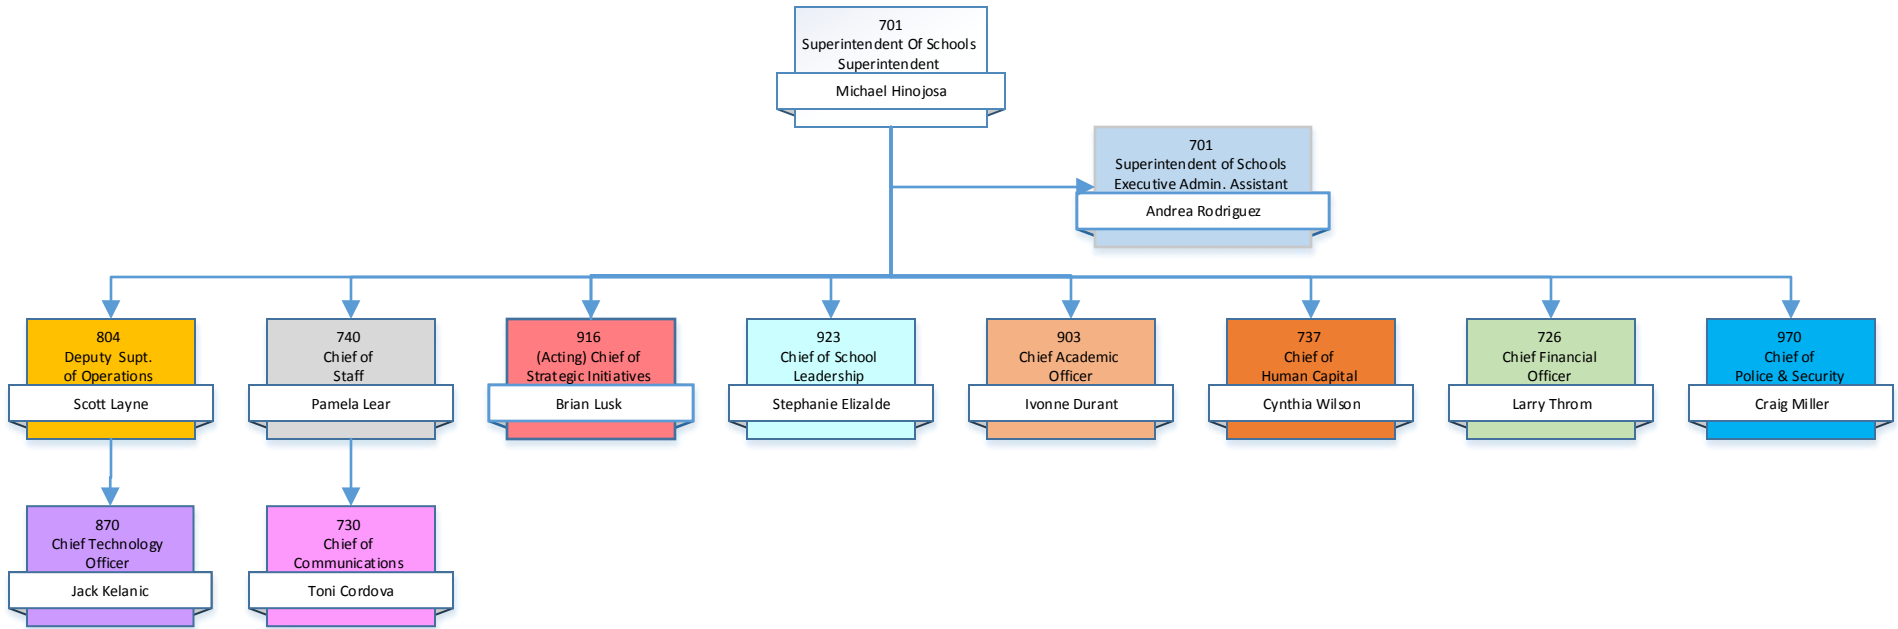 701
Superintendent Of Schools
Superintendent
Michael Hinojosa
701
Superintendent of Schools
Executive Admin. Assistant
Andrea Rodriguez
804
Deputy Supt.
of Operations
Scott Layne
740
Chief of
Staff
Pamela Lear
916
(Acting) Chief of
Strategic Initiatives
Brian Lusk
923
Chief of School
Leadership
Stephanie Elizalde
903
Chief Academic
Officer
Ivonne Durant
737
Chief of
Human Capital
Cynthia Wilson
726
Chief Financial
Officer
Larry Throm
970
Chief of
Police & Security
Craig Miller
870
Chief Technology
Officer
Jack Kelanic
730
Chief of
Communications
Toni Cordova